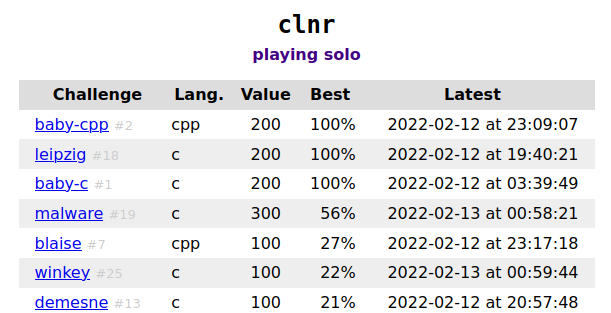 clnr
playing solo
Challenge Lang. Value Best Latest
baby-cpp #2 cpp 200 100% 2022-02-12 at 23:09:07
leipzig #18 c 200 100% 2022-02-12 at 19:40:21
baby-c #1 c 200 100% 2022-02-12 at 03:39:49
malware #19 c 300 56% 2022-02-13 at 00:58:21
blaise #7 cpp 100 27% 2022-02-12 at 23:17:18
winkey #25 c 100 22% 2022-02-13 at 00:59:44
demesne #13 c 100 21% 2022-02-12 at 20:57:48